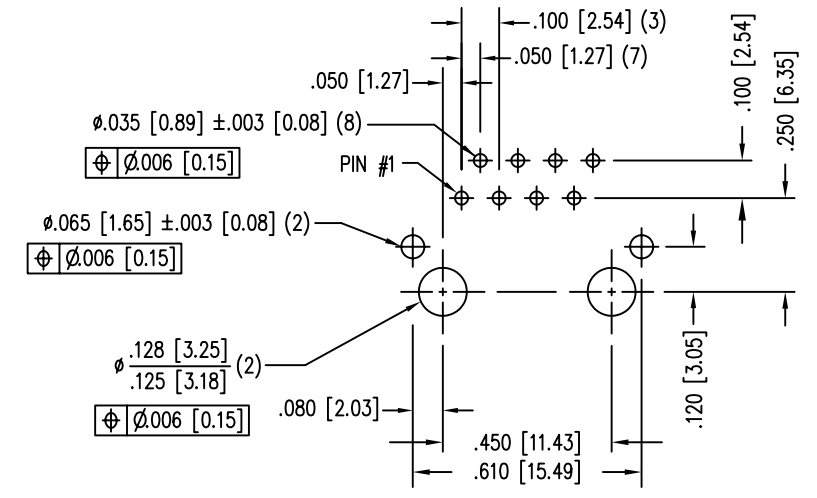 .100 [2.54] (3)
.050 [1.27] (7)
.050 [1.27]
.100 [2.54]
.250 [6.35]
ø.035 [0.89] ±.003 [0.08] (8)
⌖ Ø.006 [0.15]
PIN #1
ø.065 [1.65] ±.003 [0.08] (2)
⌖ Ø.006 [0.15]
ø .128 [3.25]
.125 [3.18] (2)
⌖ Ø.006 [0.15]
.080 [2.03]
.120 [3.05]
.450 [11.43]
.610 [15.49]